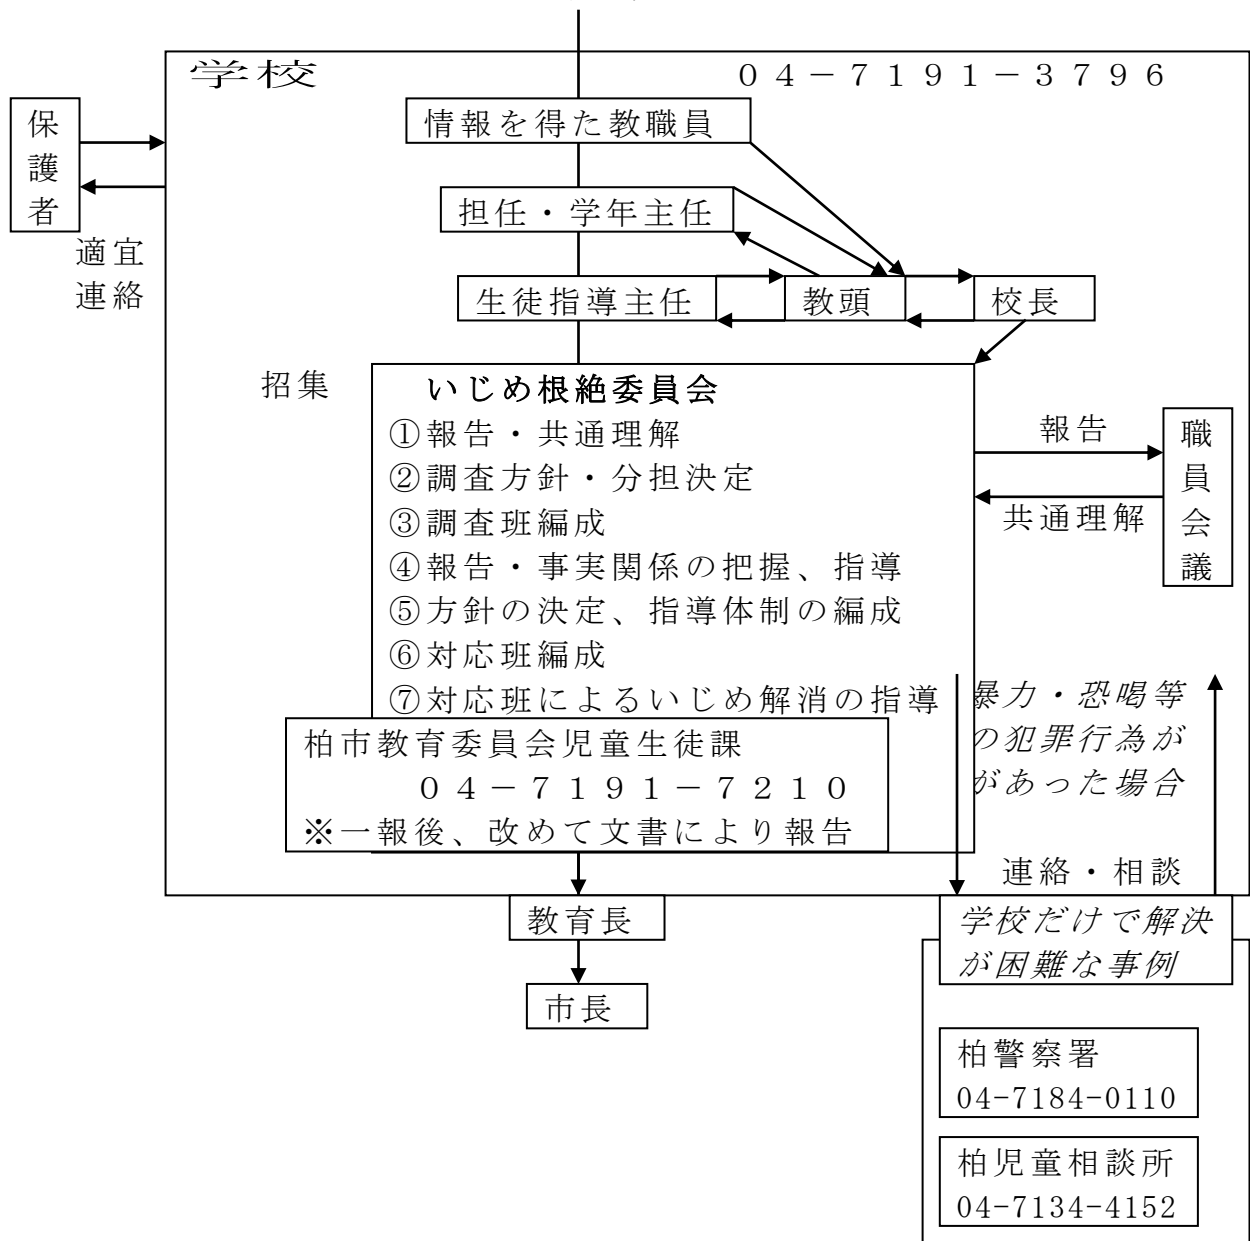 学校 04-7191-3796
保護者
適宜
連絡
情報を得た教職員
担任・学年主任
生徒指導主任
教頭
校長
招集
いじめ根絶委員会
①報告・共通理解
②調査方針・分担決定
③調査班編成
④報告・事実関係の把握、指導
⑤方針の決定、指導体制の編成
⑥対応班編成
⑦対応班によるいじめ解消の指導
報告
共通理解
職員会議
暴力・恐喝等
の犯罪行為が
があった場合
柏市教育委員会児童生徒課
04-7191-7210
※一報後、改めて文書により報告
連絡・相談
教育長
市長
学校だけで解決
が困難な事例
柏警察署
04-7184-0110
柏児童相談所
04-7134-4152